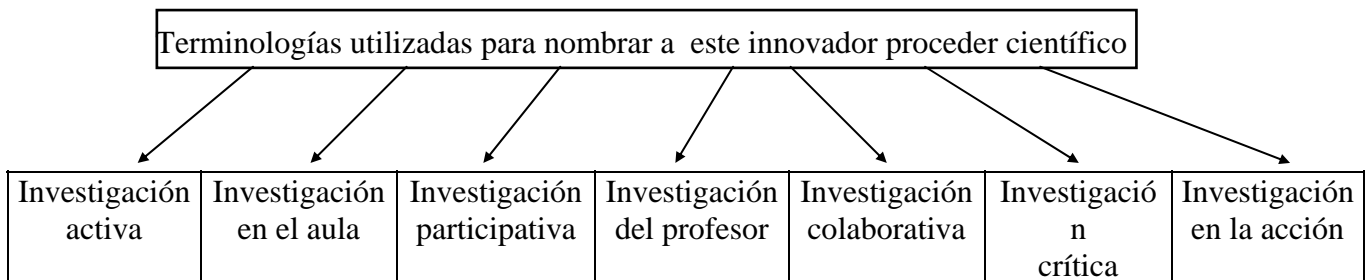 Terminologías utilizadas para nombrar a  este innovador proceder científico
Investigación
activa
Investigación
en el aula
Investigación
participativa
Investigación
del profesor
Investigación
colaborativa
Investigació
n
crítica
Investigación
en la acción